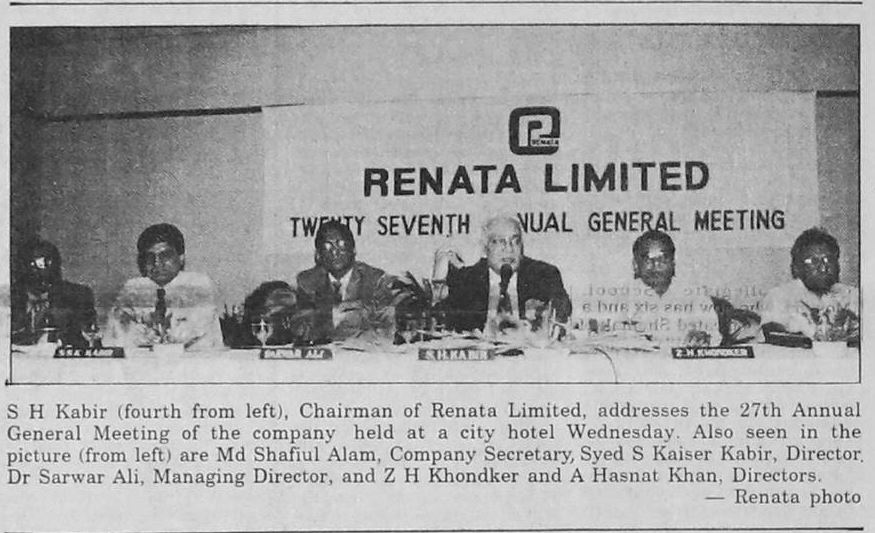 RENATA
RENATA LIMITED
TWENTY SEVENTH NUAL GENERAL MEETING
S.S.K. KABIR
SARWAR ALI
S.H. KABIR
Z.H. KHONDKER
S H Kabir (fourth from left), Chairman of Renata Limited, addresses the 27th Annual
General Meeting of the company held at a city hotel Wednesday. Also seen in the
picture (from left) are Md Shafiul Alam, Company Secretary, Syed S Kaiser Kabir, Director,
Dr Sarwar Ali, Managing Director, and Z H Khondker and A Hasnat Khan, Directors.
— Renata photo